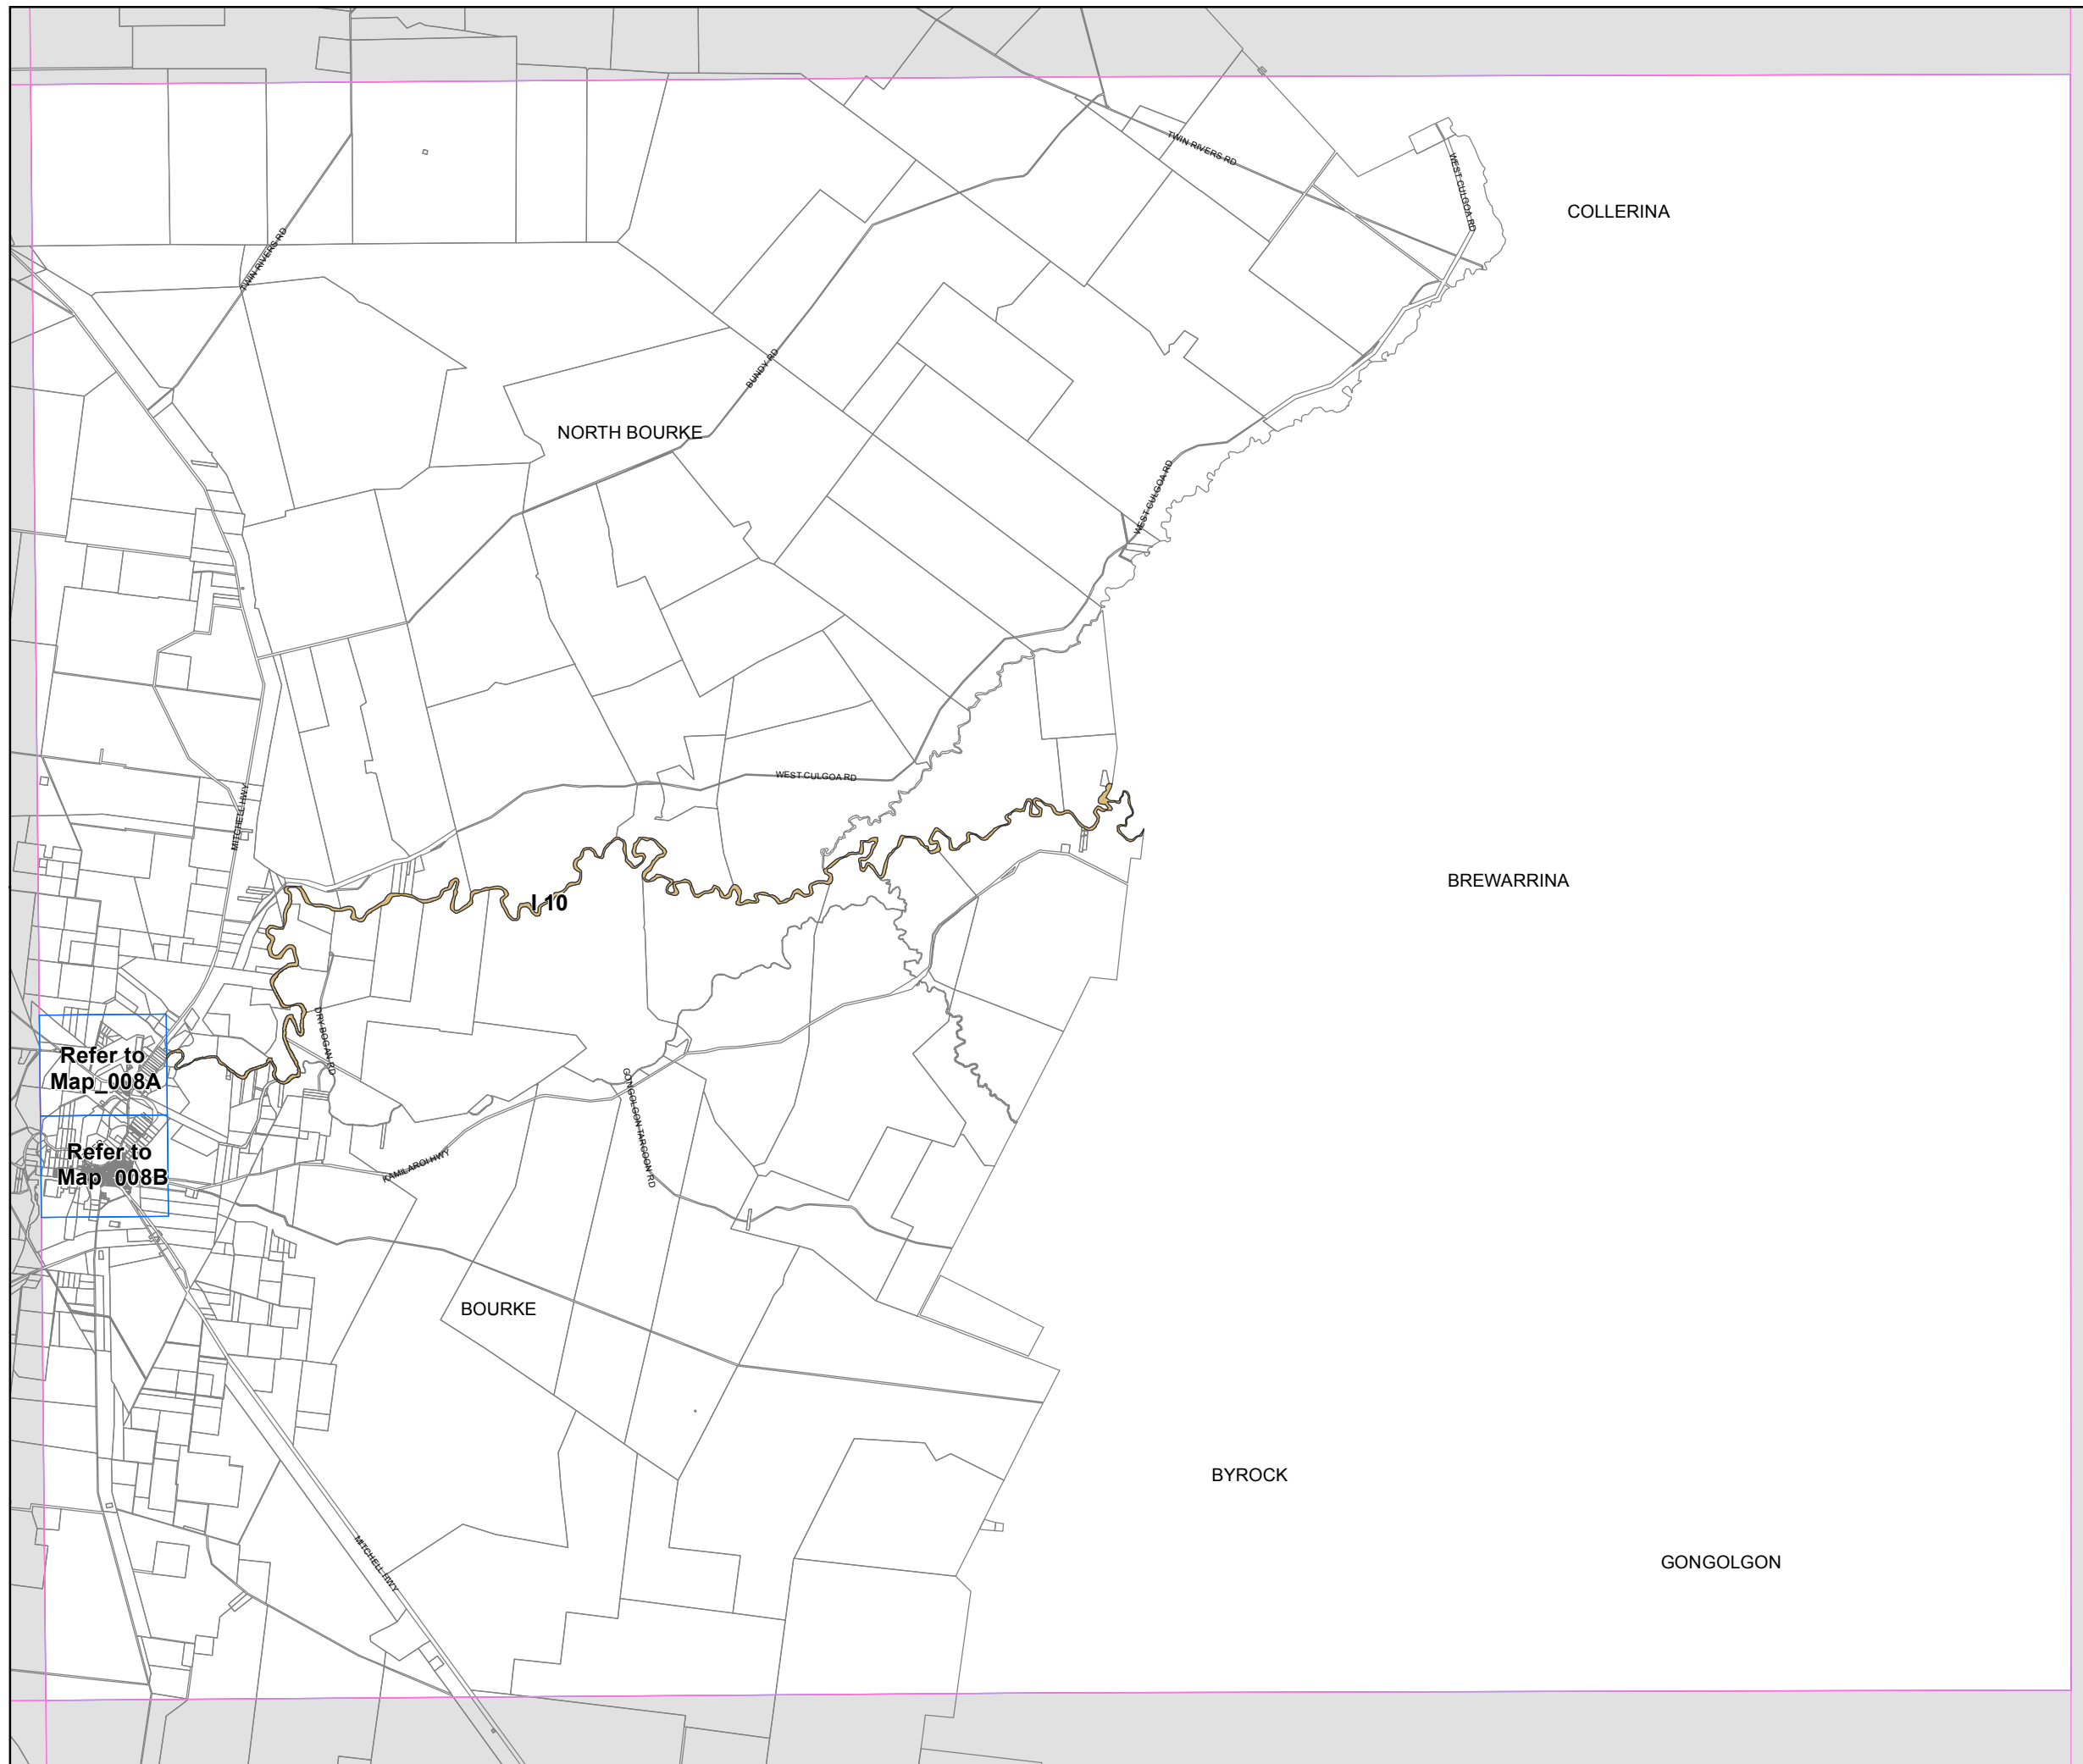 TWIN RIVERS RD
WEST CULGOA RD
COLLERINA
TWIN RIVERS RD
BUNDY RD
NORTH BOURKE
WEST CULGOA RD
WEST CULGOA RD
MITCHELL HWY
BREWARRINA
I 10
DRY BOGAN RD
Refer to
Map_008A
GONGOLGON TARCOON RD
Refer to
Map_008B
KAMILAROI HWY
BOURKE
BYROCK
MITCHELL HWY
GONGOLGON